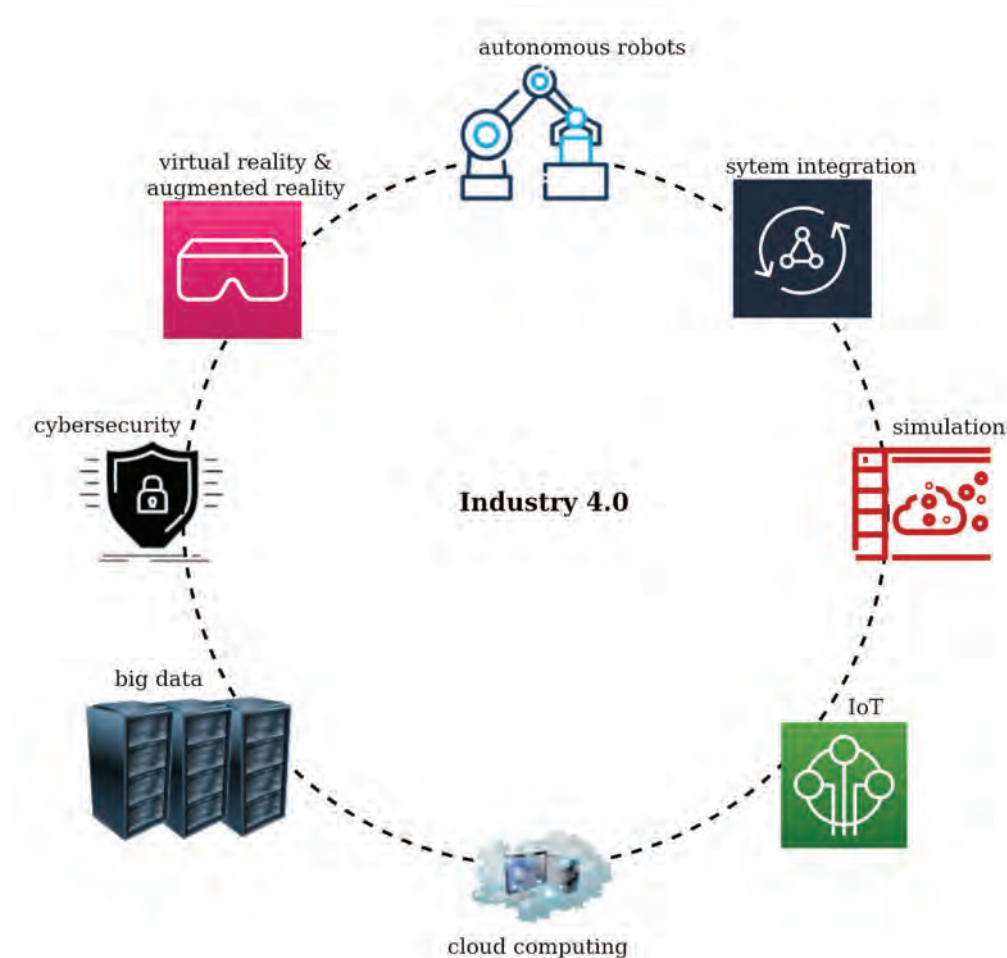 autonomous robots
virtual reality &
augmented reality
sytem integration
cybersecurity
simulation
Industry 4.0
big data
IoT
cloud computing